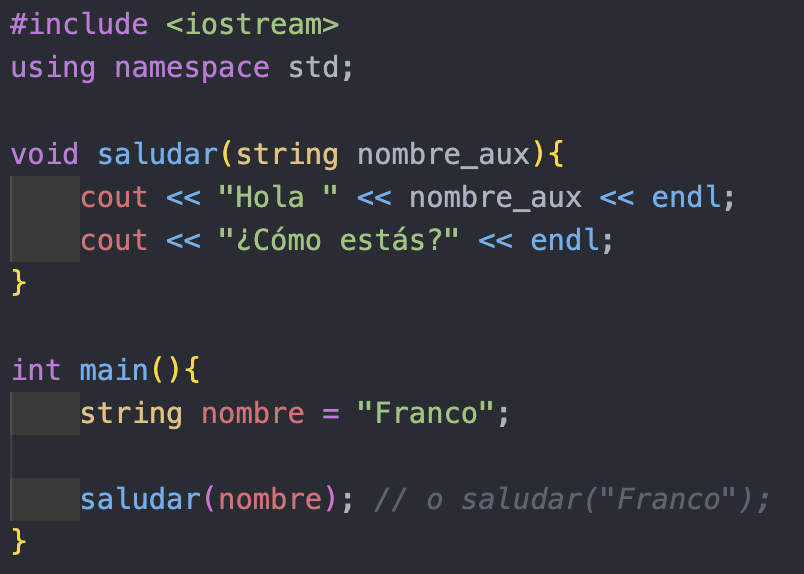 #include <iostream>
using namespace std;
void saludar(string nombre_aux){
cout << "Hola " << nombre_aux << endl;
cout << "¿Cómo estás?" << endl;
}
int main(){
string nombre = "Franco";
saludar(nombre); // o saludar("Franco");
}